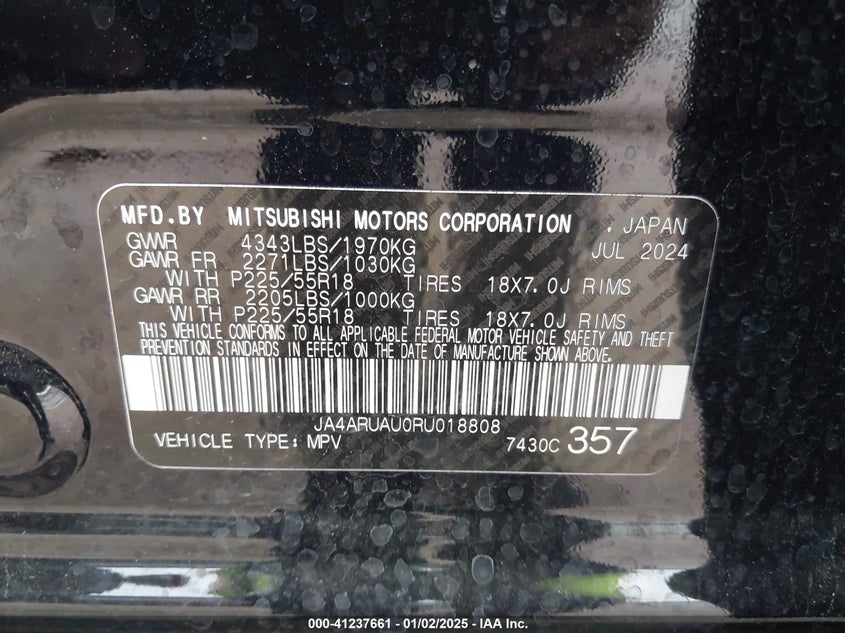 MFD.BY MITSUBISHI MOTORS CORPORATION . JAPAN
GVWR 4343LBS/1970KG JUL 2024
GAWR FR 2271LBS/1030KG
WITH P225/55R18 TIRES 18X7.0J RIMS
GAWR RR 2205LBS/1000KG
WITH P225/55R18 TIRES 18X7.0J RIMS
THIS VEHICLE CONFORMS TO ALL APPLICABLE FEDERAL MOTOR VEHICLE SAFETY AND THEFT
PREVENTION STANDARDS IN EFFECT ON THE DATE OF MANUFACTURE SHOWN ABOVE.
JA4ARUAU0RU018808
VEHICLE TYPE: MPV 7430C 357
000-41237661 - 01/02/2025 - IAA Inc.